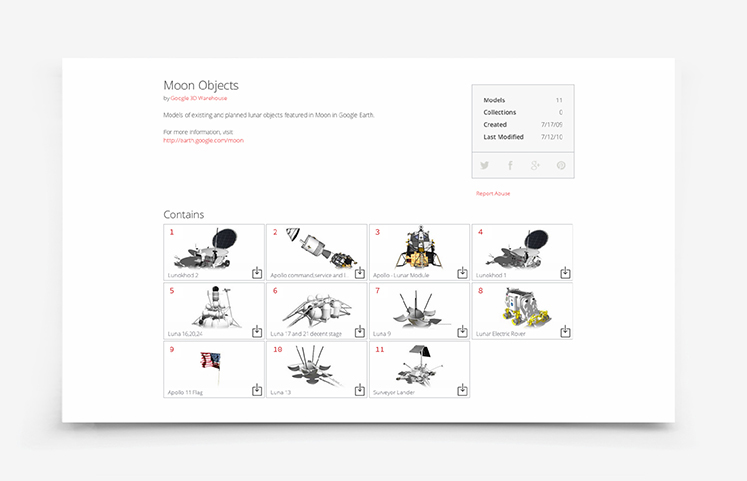 Moon Objects
by Google 3D Warehouse
Models of existing and planned lunar objects featured in Moon in Google Earth.
For more information, visit
http://earth.google.com/moon
Models 11
Collections 0
Created 7/17/09
Last Modified 7/12/10
Report Abuse
Contains
1
Lunokhod 2
2
Apollo command,service and l...
3
Apollo - Lunar Module
4
Lunokhod 1
5
Luna 16,20,24
6
Luna 17 and 21 decent stage
7
Luna 9
8
Lunar Electric Rover
9
Apollo 11 Flag
10
Luna 13
11
Surveyor Lander